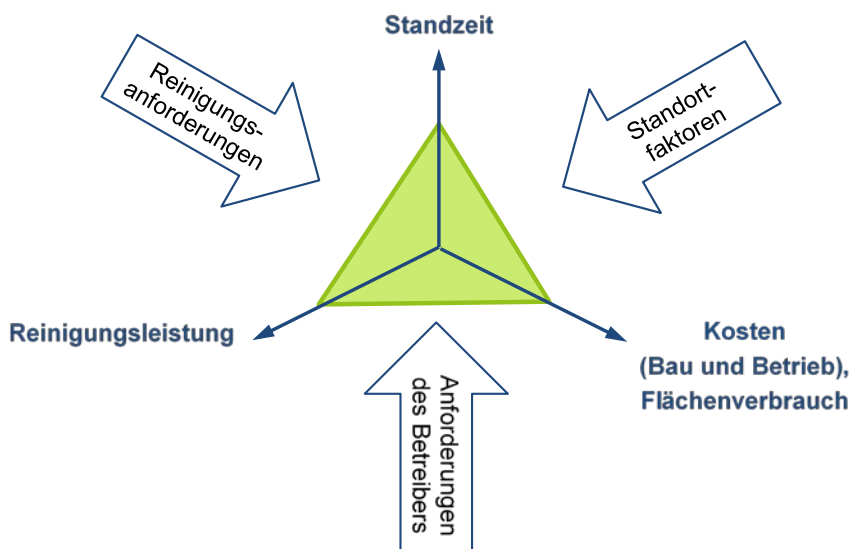 Standzeit
Reinigungs-
anforderungen
Standort-
faktoren
Reinigungsleistung
Kosten
(Bau und Betrieb),
Flächenverbrauch
Anforderungen
des Betreibers